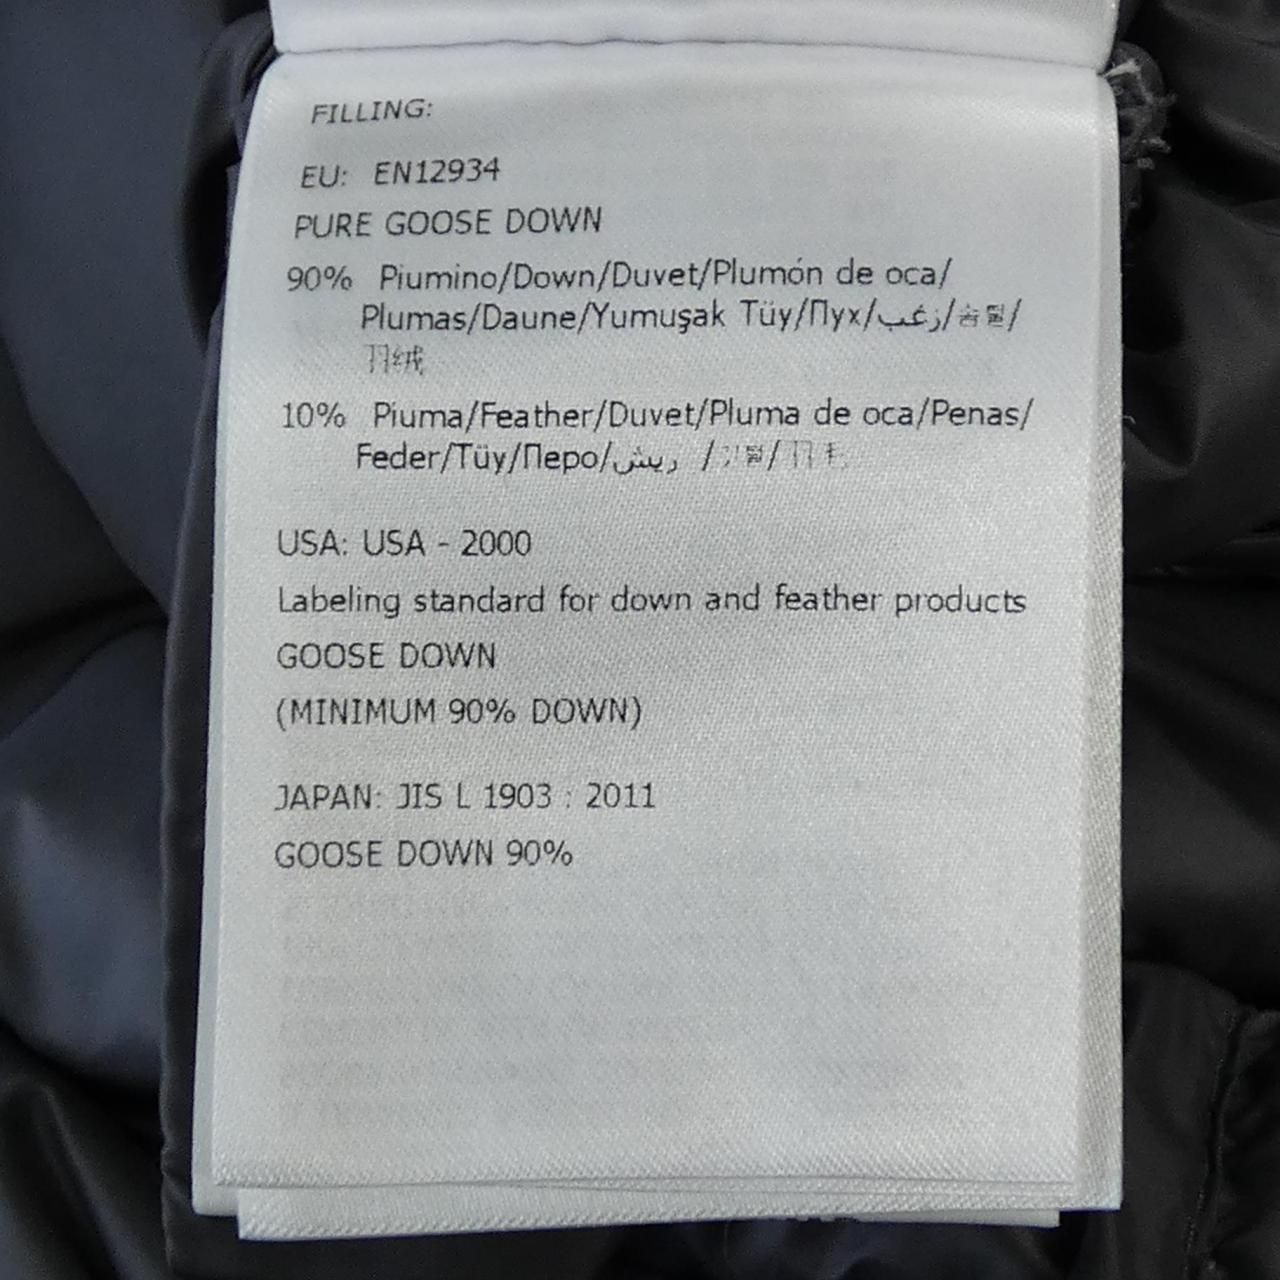 FILLING:
EU: EN12934
PURE GOOSE DOWN
90% Piumino/Down/Duvet/Plumón de oca/
Plumas/Daune/Yumuşak Tüy/Пух/زغب/솜털/
羽绒
10% Piuma/Feather/Duvet/Pluma de oca/Penas/
Feder/Tüy/Перо/ريش /깃털/羽毛
USA: USA - 2000
Labeling standard for down and feather products
GOOSE DOWN
(MINIMUM 90% DOWN)
JAPAN: JIS L 1903 : 2011
GOOSE DOWN 90%